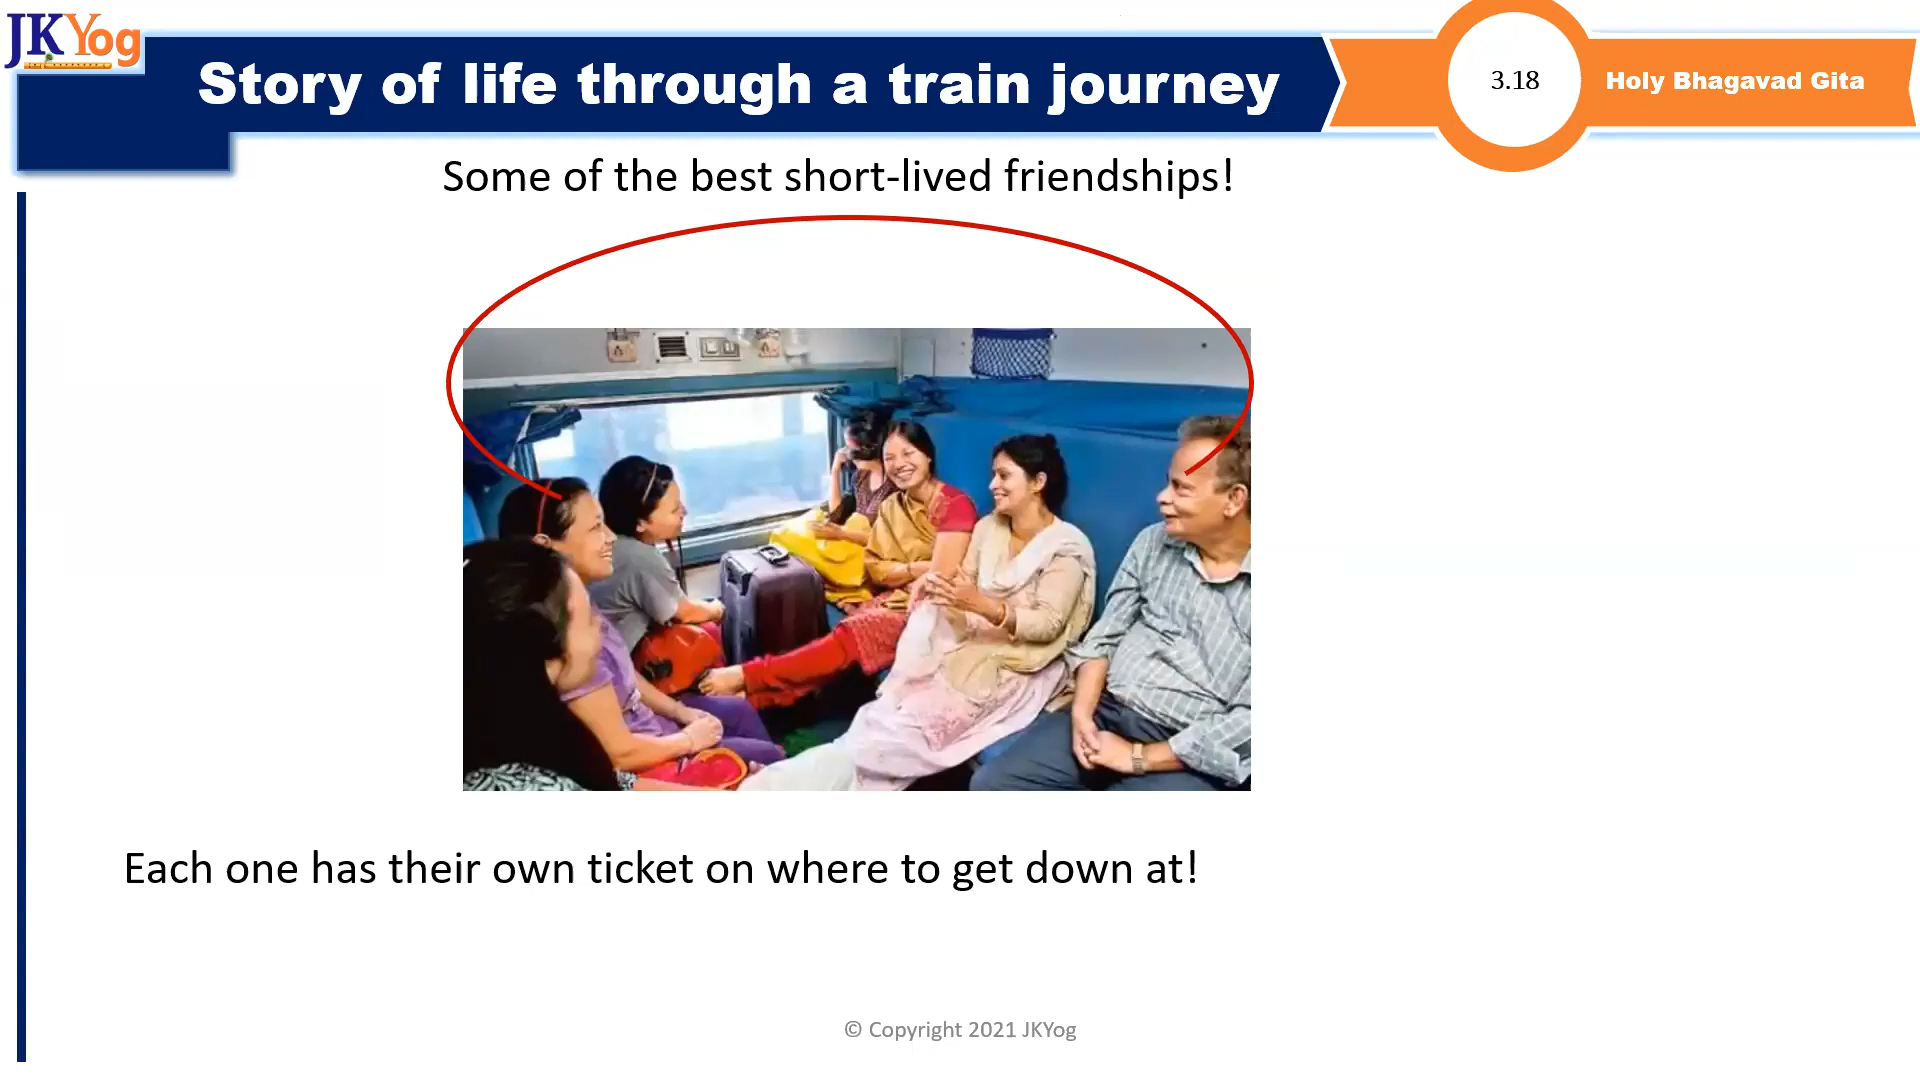 JKYog
Story of life through a train journey
3.18
Holy Bhagavad Gita
Some of the best short-lived friendships!
Each one has their own ticket on where to get down at!
© Copyright 2021 JKYog